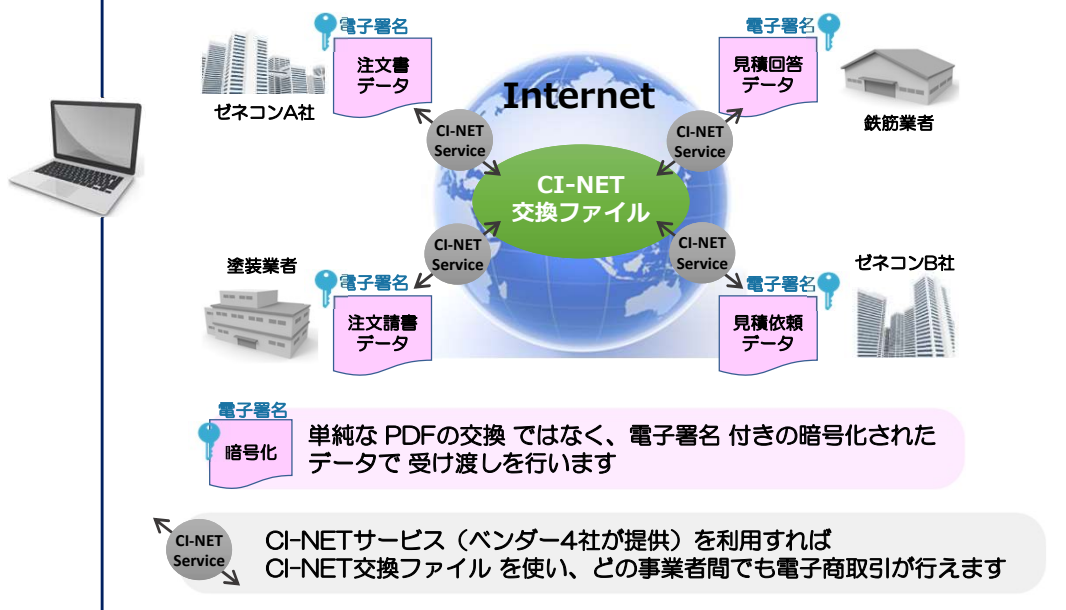 電子署名
注文書
データ
ゼネコンA社
CI-NET
Service
Internet
電子署名
見積回答
データ
鉄筋業者
CI-NET
Service
CI-NET
交換ファイル
塗装業者
電子署名
注文請書
データ
CI-NET
Service
CI-NET
Service
電子署名
見積依頼
データ
ゼネコンB社
電子署名
暗号化
単純な PDFの交換 ではなく、電子署名 付きの暗号化された
データで 受け渡しを行います
CI-NET
Service
CI-NETサービス（ベンダー4社が提供）を利用すれば
CI-NET交換ファイル を使い、どの事業者間でも電子商取引が行えます